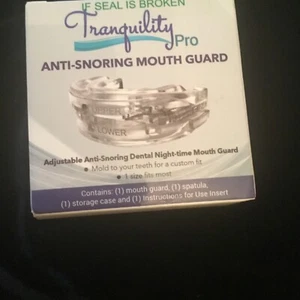 IF SEAL IS BROKEN
Tranquility
Pro
ANTI-SNORING MOUTH GUARD
LOWER
Adjustable Anti-Snoring Dental Night-time Mouth Guard
• Mold to your teeth for a custom fit
• 1 size fits most
Contains: (1) mouth guard, (1) spatula,
(1) storage case and (1) Instructions for Use Insert